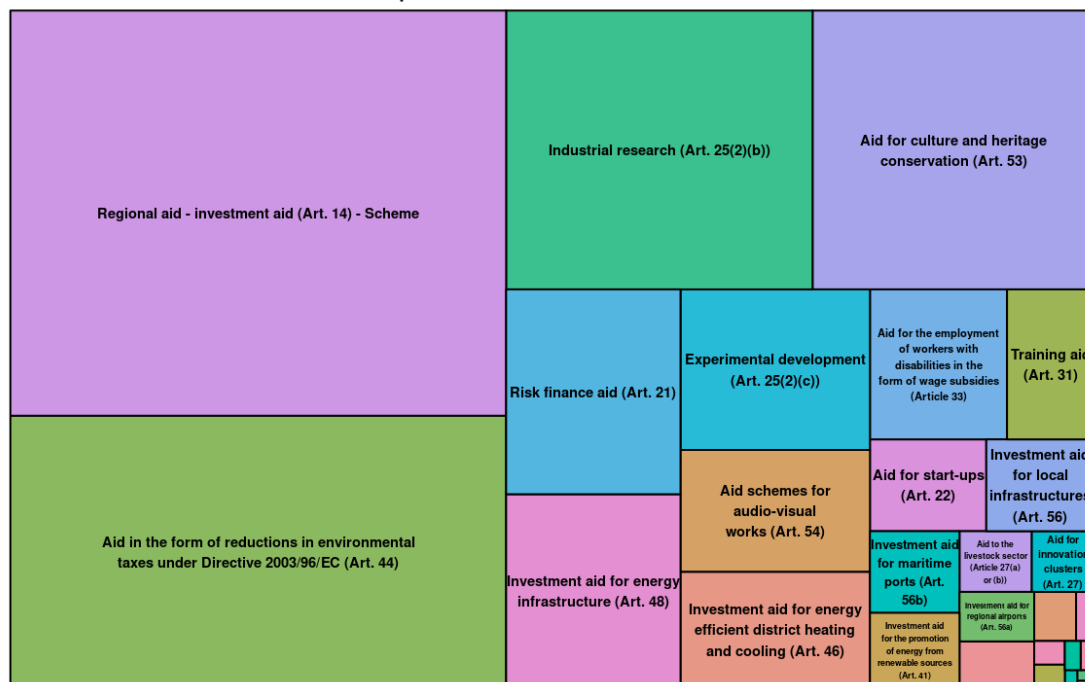 Regional aid - investment aid (Art. 14) - Scheme
Aid in the form of reductions in environmental
taxes under Directive 2003/96/EC (Art. 44)
Industrial research (Art. 25(2)(b))
Aid for culture and heritage
conservation (Art. 53)
Risk finance aid (Art. 21)
Investment aid for energy
infrastructure (Art. 48)
Experimental development
(Art. 25(2)(c))
Aid schemes for
audio-visual
works (Art. 54)
Investment aid for energy
efficient district heating
and cooling (Art. 46)
Aid for the employment
of workers with
disabilities in the
form of wage subsidies
(Article 33)
Training aid
(Art. 31)
Aid for start-ups
(Art. 22)
Investment aid
for local
infrastructures
(Art. 56)
Investment aid
for maritime
ports (Art.
56b)
Aid to the
livestock sector
(Article 27(a)
or (b))
Aid for
innovation
clusters
(Art. 27)
Investment aid
for the promotion
of energy from
renewable sources
(Art. 41)
Investment aid for
regional airports
(Art. 56a)